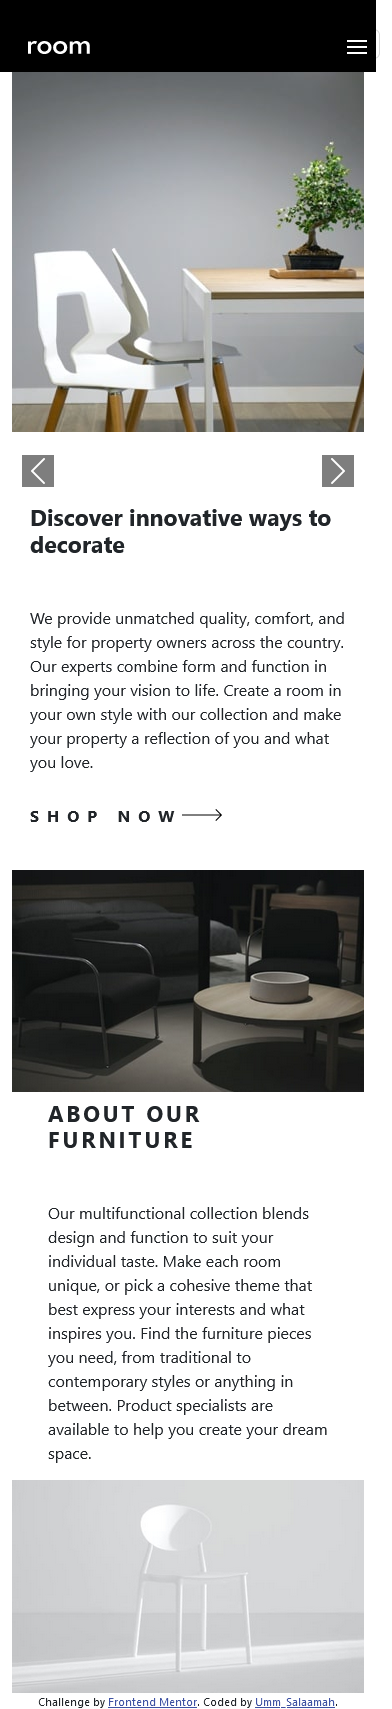 room
Discover innovative ways to
decorate
We provide unmatched quality, comfort, and
style for property owners across the country.
Our experts combine form and function in
bringing your vision to life. Create a room in
your own style with our collection and make
your property a reflection of you and what
you love.
SHOP NOW
ABOUT OUR
FURNITURE
Our multifunctional collection blends
design and function to suit your
individual taste. Make each room
unique, or pick a cohesive theme that
best express your interests and what
inspires you. Find the furniture pieces
you need, from traditional to
contemporary styles or anything in
between. Product specialists are
available to help you create your dream
space.
Challenge by Frontend Mentor. Coded by Umm_Salaamah.